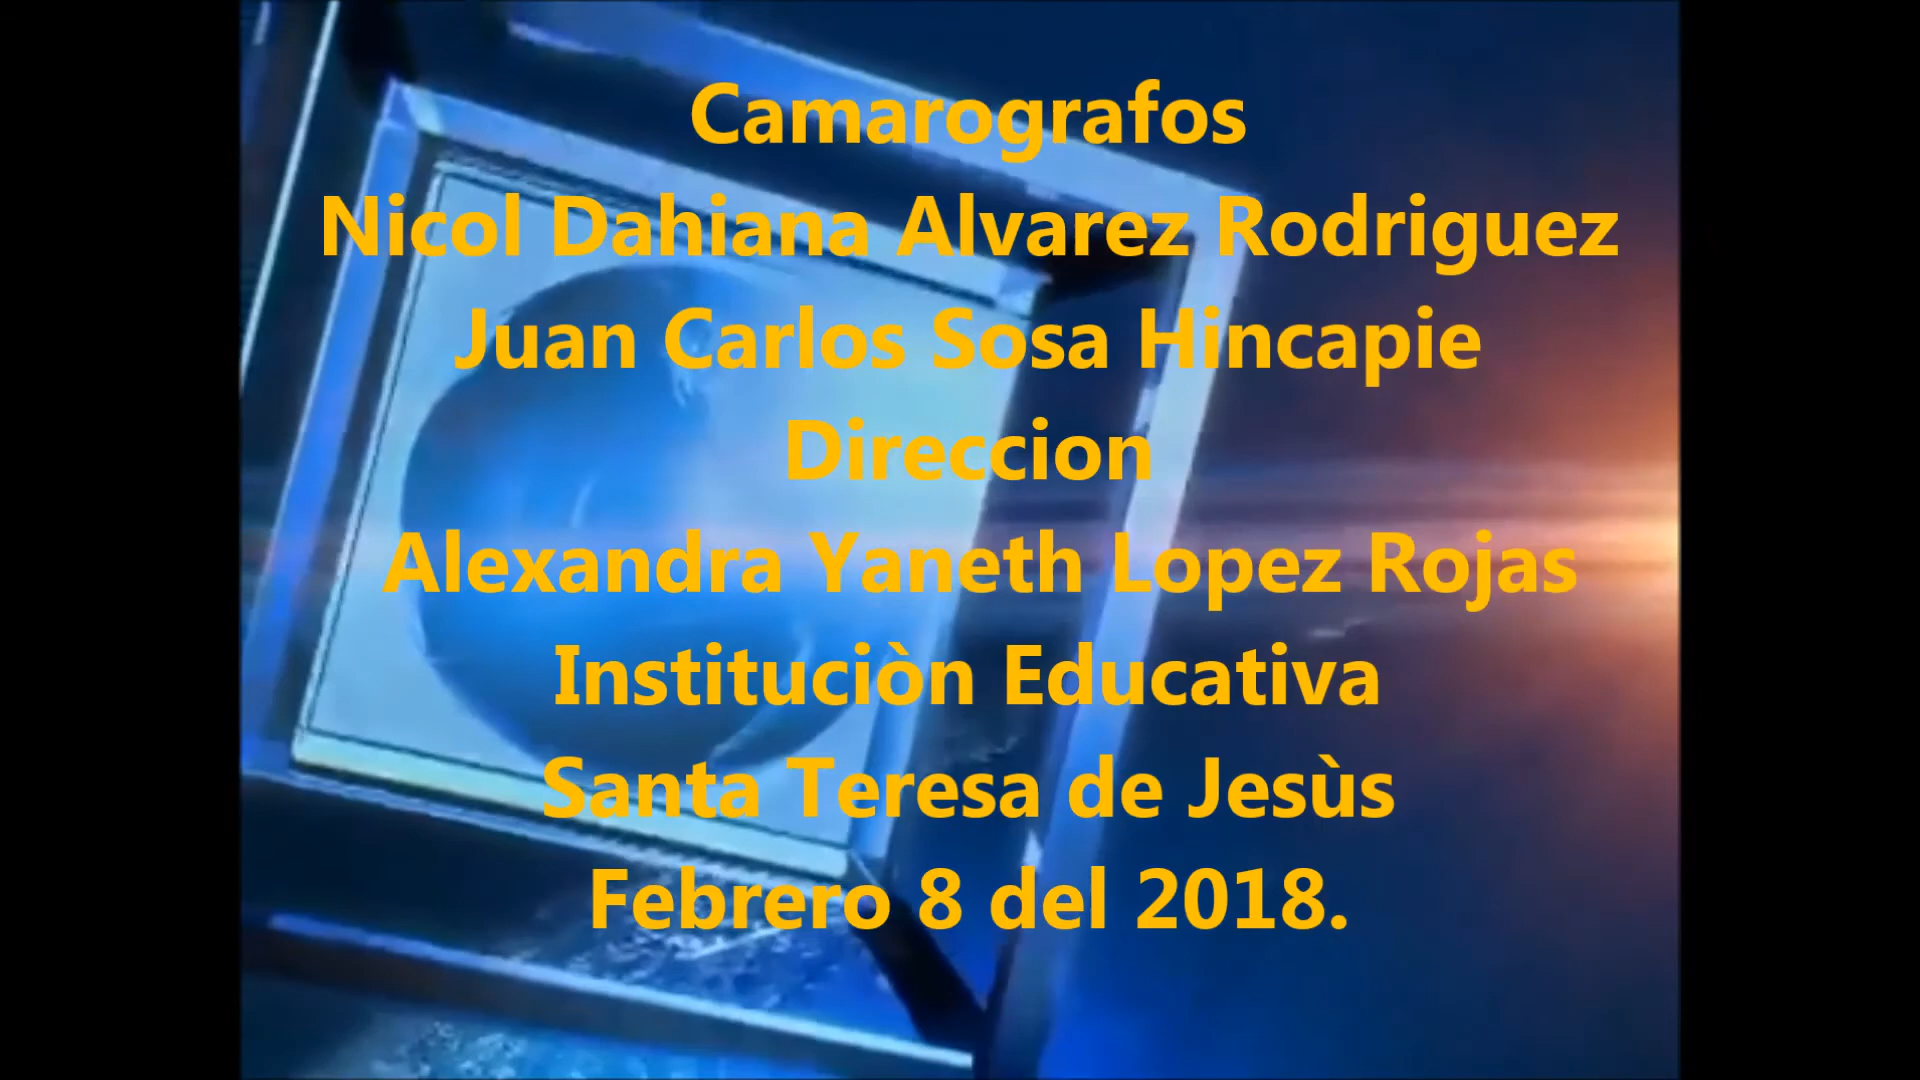 Camarografos
Nicol Dahiana Alvarez Rodriguez
Juan Carlos Sosa Hincapie
Direccion
Alexandra Yaneth Lopez Rojas
Instituciòn Educativa
Santa Teresa de Jesùs
Febrero 8 del 2018.